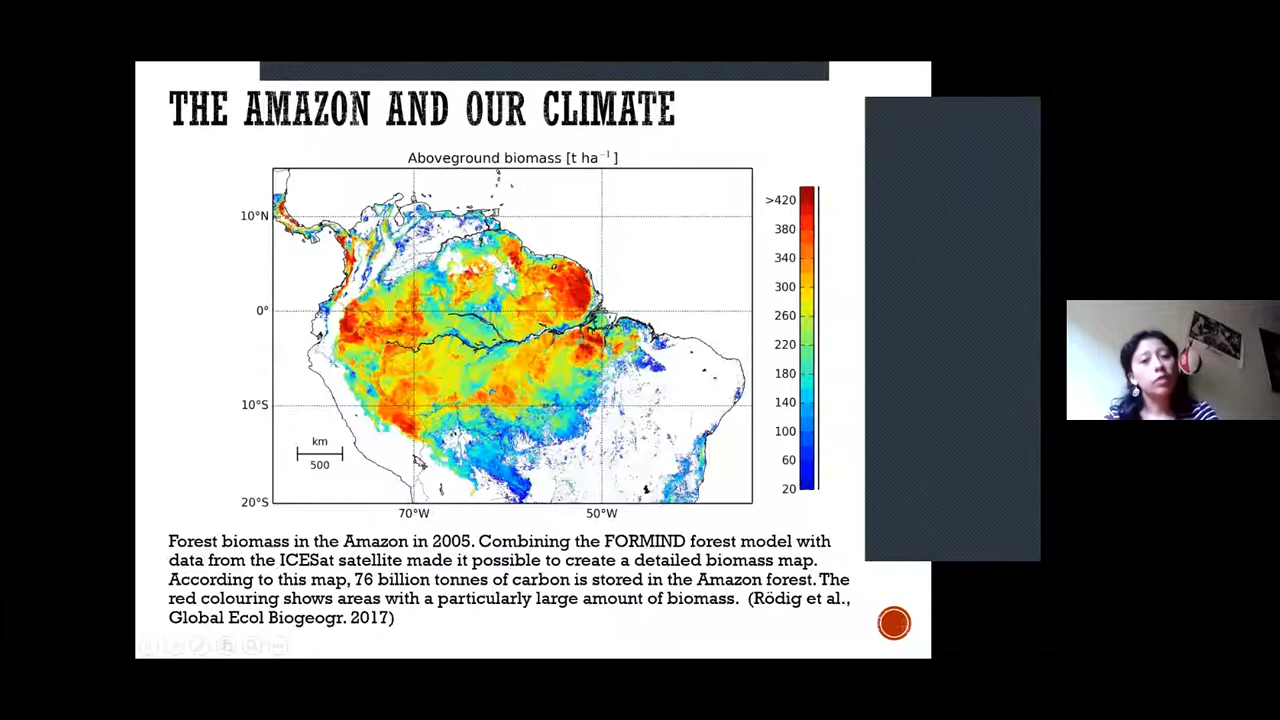 THE AMAZON AND OUR CLIMATE
Aboveground biomass [t ha⁻¹]
10°N
0°
10°S
20°S
70°W
50°W
km
500
>420
380
340
300
260
220
180
140
100
60
20
Forest biomass in the Amazon in 2005. Combining the FORMIND forest model with
data from the ICESat satellite made it possible to create a detailed biomass map.
According to this map, 76 billion tonnes of carbon is stored in the Amazon forest. The
red colouring shows areas with a particularly large amount of biomass. (Rödig et al.,
Global Ecol Biogeogr. 2017)